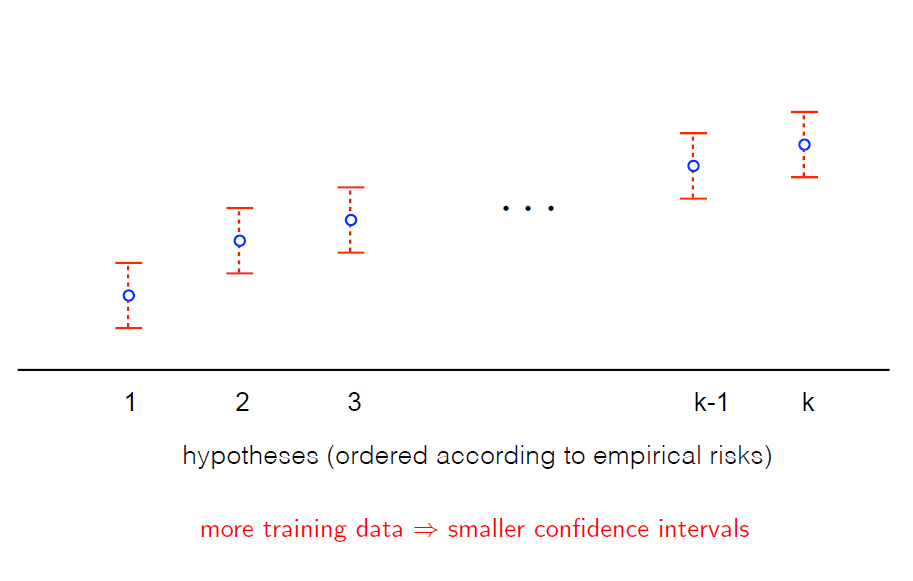 . . .
1 2 3 k-1 k
hypotheses (ordered according to empirical risks)
more training data ⇒ smaller confidence intervals